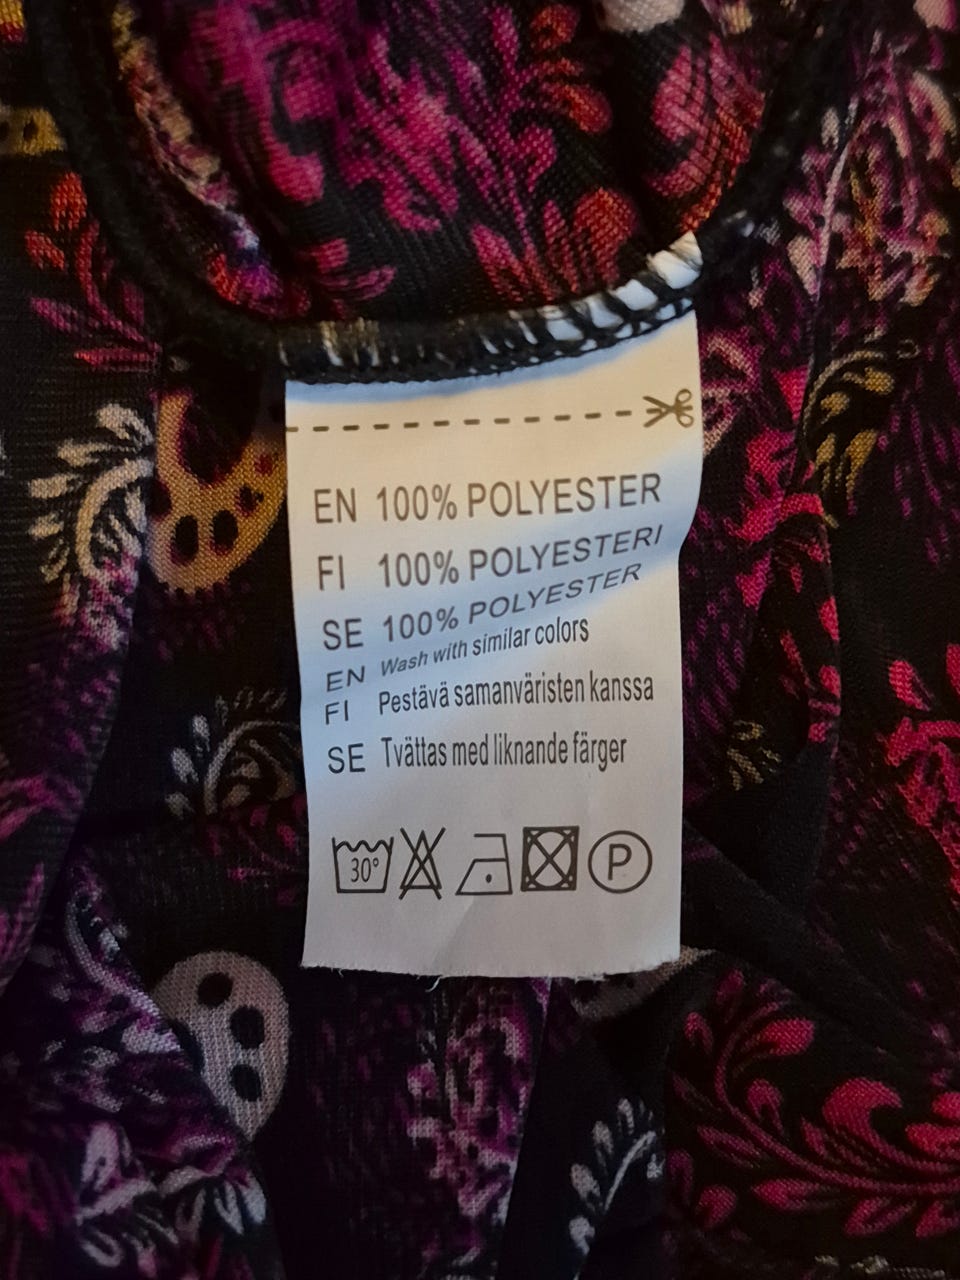 EN 100% POLYESTER
FI 100% POLYESTERI
SE 100% POLYESTER
EN Wash with similar colors
FI Pestävä samanväristen kanssa
SE Tvättas med liknande färger
30° P